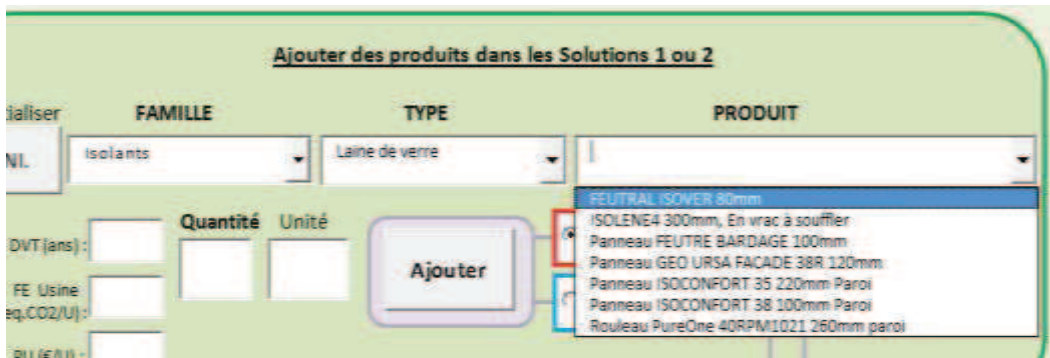 Ajouter des produits dans les Solutions 1 ou 2
ialiser FAMILLE TYPE PRODUIT
NI. Isolants Laine de verre
FEUTRAL ISOVER 80mm
ISOLENE4 300mm, En vrac à souffler
Panneau FEUTRE BARDAGE 100mm
Panneau GEO URSA FACADE 38R 120mm
Panneau ISOCONFORT 35 220mm Paroi
Panneau ISOCONFORT 38 100mm Paroi
Rouleau PureOne 40RPM1021 260mm paroi
Quantité Unité
DVT (ans) :
Ajouter
FE Usine
eq.CO2/U) :
PU (€/U) :